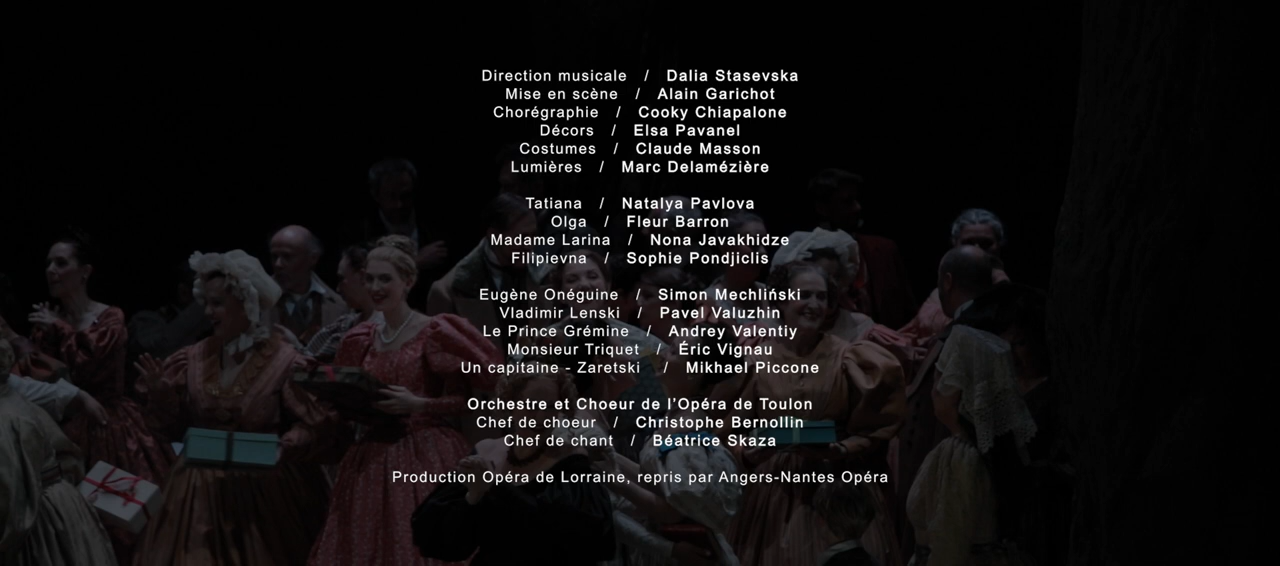 Direction musicale / Dalia Stasevska
Mise en scène / Alain Garichot
Chorégraphie / Cooky Chiapalone
Décors / Elsa Pavanel
Costumes / Claude Masson
Lumières / Marc Delamézière
Tatiana / Natalya Pavlova
Olga / Fleur Barron
Madame Larina / Nona Javakhidze
Filipievna / Sophie Pondjiclis
Eugène Onéguine / Simon Mechliński
Vladimir Lenski / Pavel Valuzhin
Le Prince Grémine / Andrey Valentiy
Monsieur Triquet / Éric Vignau
Un capitaine - Zaretski / Mikhael Piccone
Orchestre et Choeur de l'Opéra de Toulon
Chef de choeur / Christophe Bernollin
Chef de chant / Béatrice Skaza
Production Opéra de Lorraine, repris par Angers-Nantes Opéra